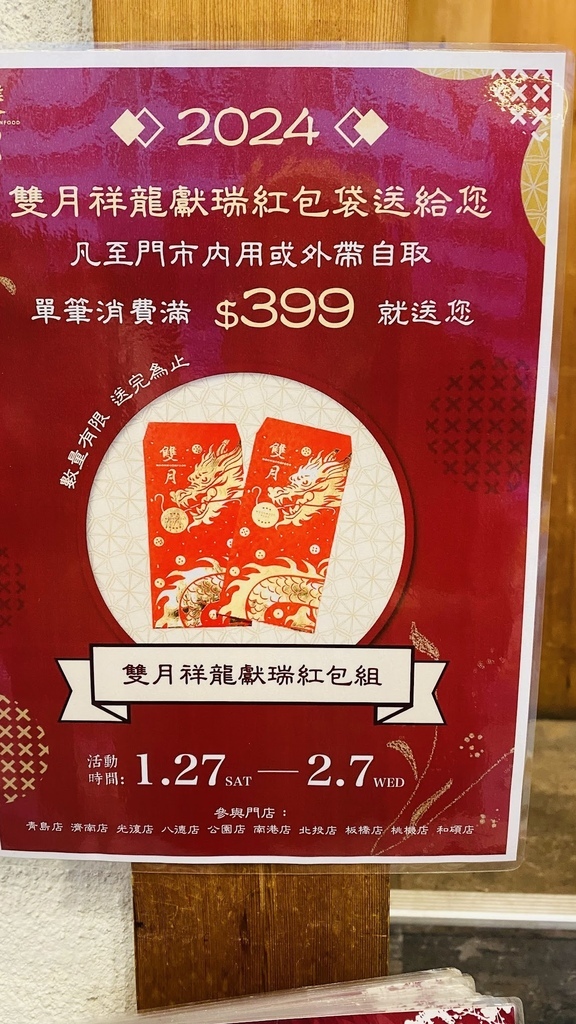 2024
雙月祥龍獻瑞紅包袋送給您
凡至門市內用或外帶自取
單筆消費滿 $399 就送您
數量有限 送完為止
雙月
雙月
雙月祥龍獻瑞紅包組
活動時間: 1.27 SAT — 2.7 WED
參與門店：
青島店 濟南店 光復店 八德店 公園店 南港店 北投店 板橋店 桃機店 和碩店